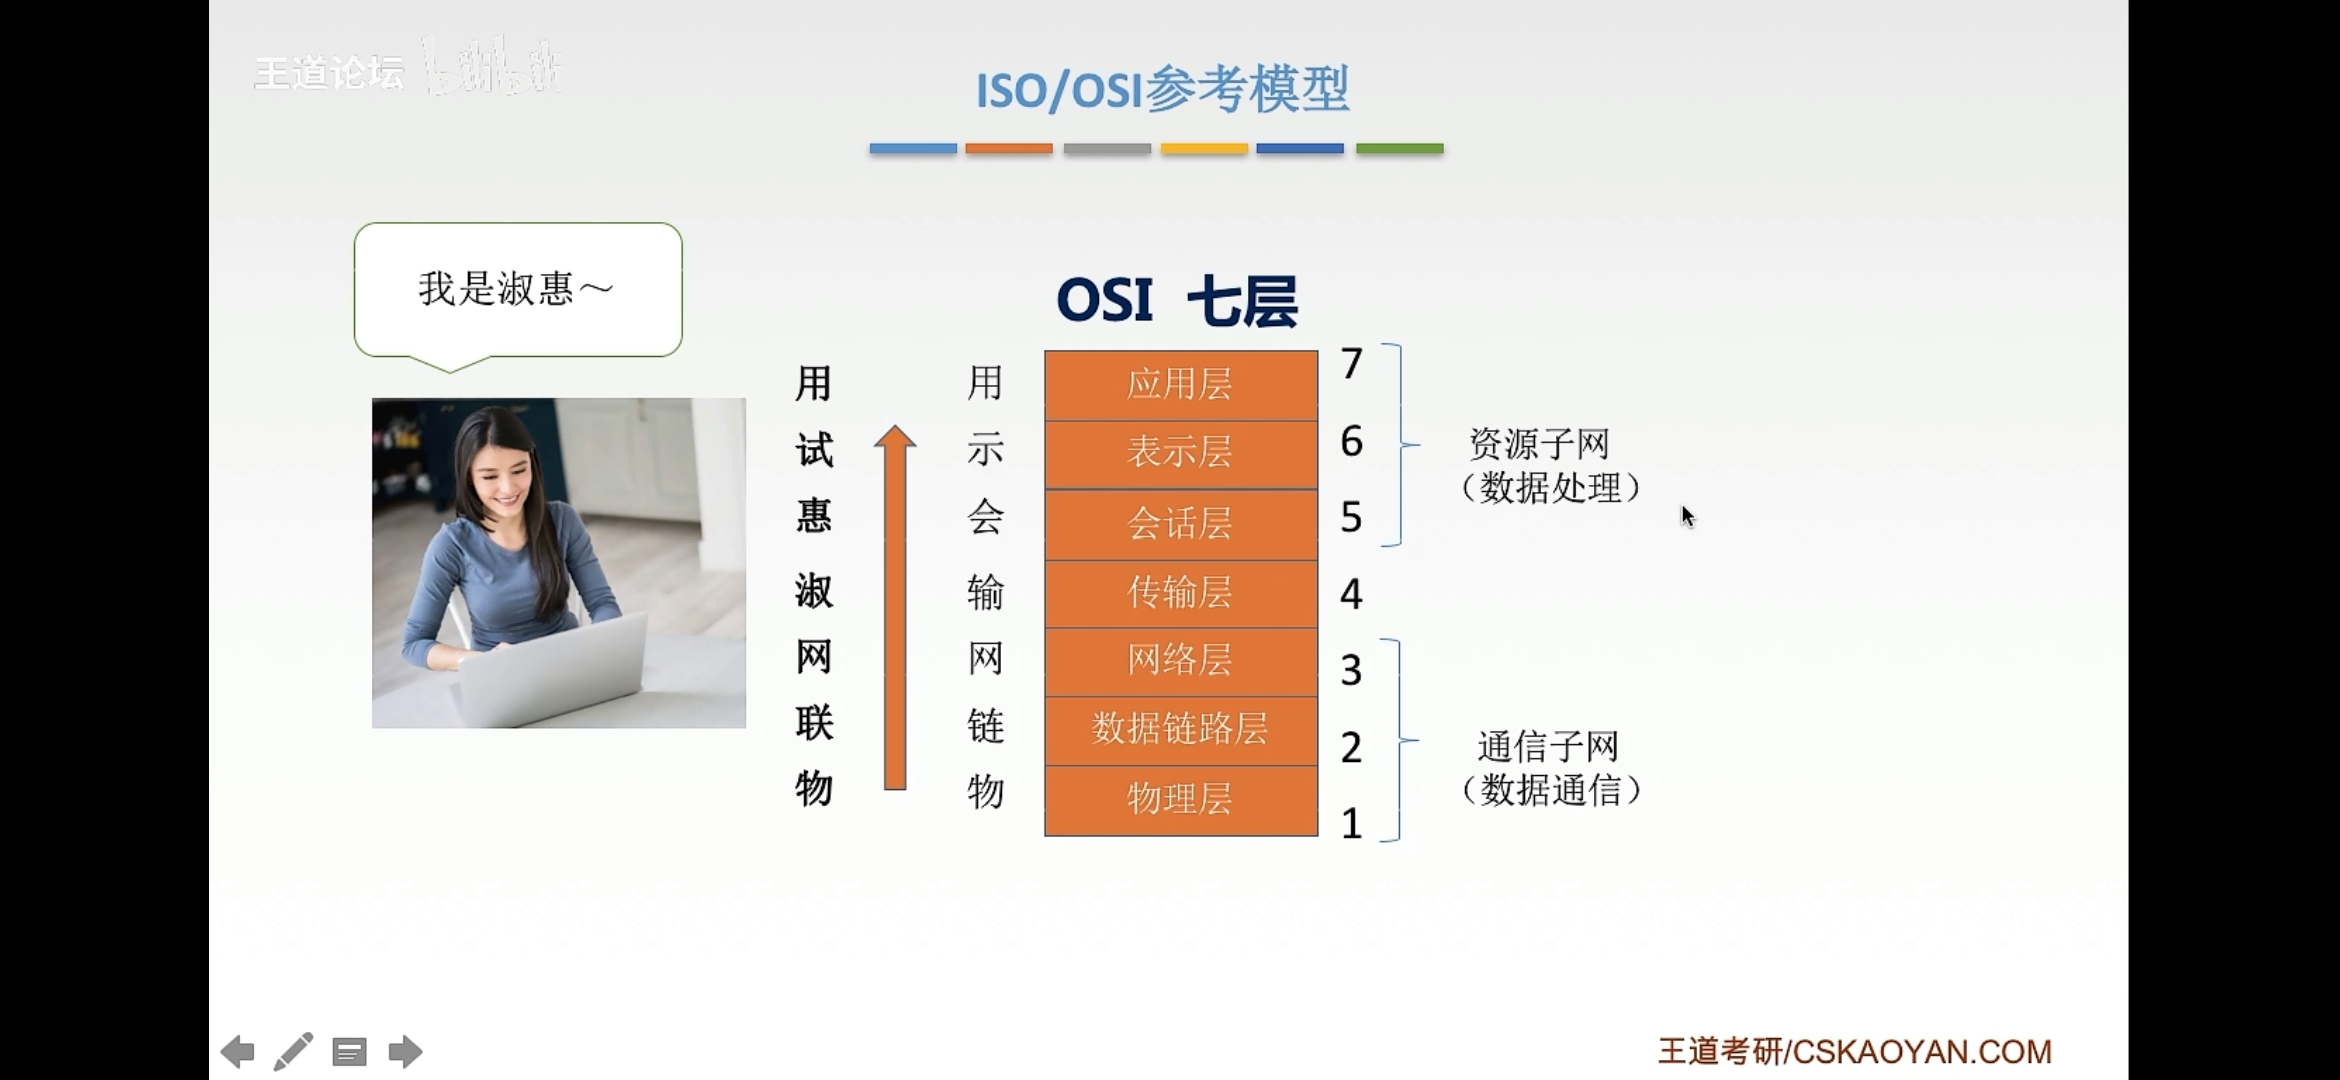 王道论坛 bilibili
ISO/OSI参考模型
我是淑惠～
OSI 七层
用 用 应用层 7
试 示 表示层 6
惠 会 会话层 5
淑 输 传输层 4
网 网 网络层 3
联 链 数据链路层 2
物 物 物理层 1
资源子网
（数据处理）
通信子网
（数据通信）
王道考研/CSKAOYAN.COM